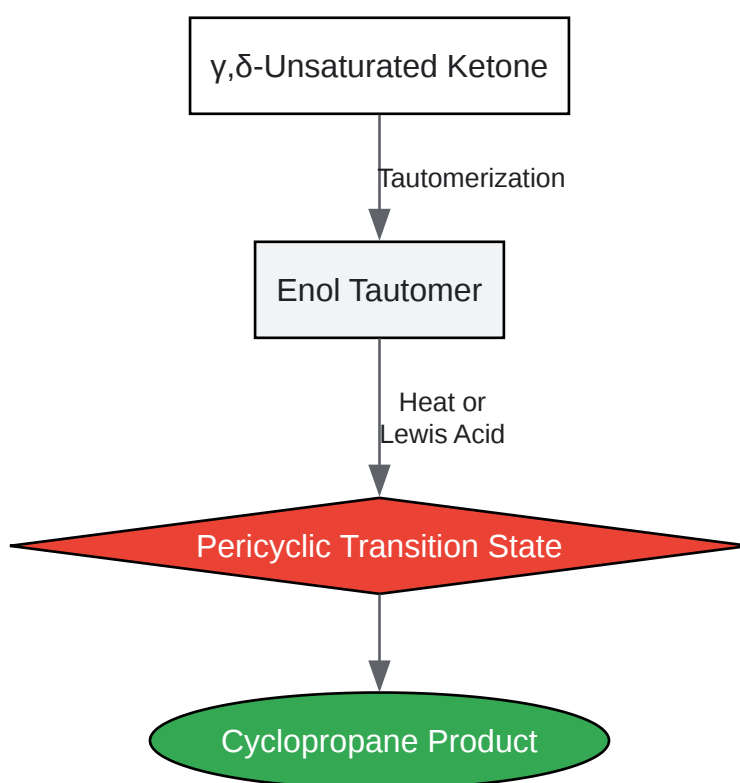 γ,δ-Unsaturated Ketone
Tautomerization
Enol Tautomer
Heat or
Lewis Acid
Pericyclic Transition State
Cyclopropane Product